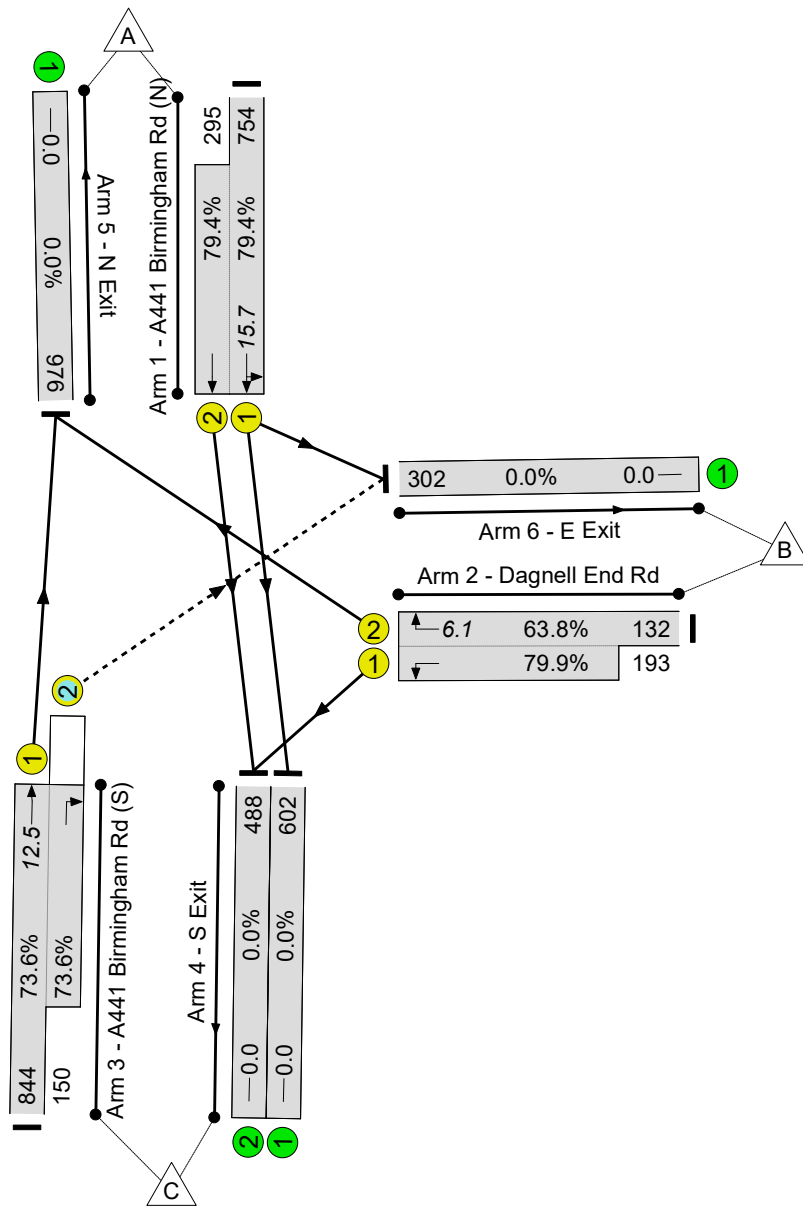 A
1
0.0
0.0%
976
Arm 5 - N Exit
Arm 1 - A441 Birmingham Rd (N)
295
79.4%
2
754
79.4%
15.7
1
302 0.0% 0.0
1
Arm 6 - E Exit
B
Arm 2 - Dagnell End Rd
2
6.1 63.8% 132
1
79.9% 193
2
1
12.5
73.6%
844
73.6%
150
Arm 3 - A441 Birmingham Rd (S)
Arm 4 - S Exit
488
0.0%
0.0
2
602
0.0%
0.0
1
C